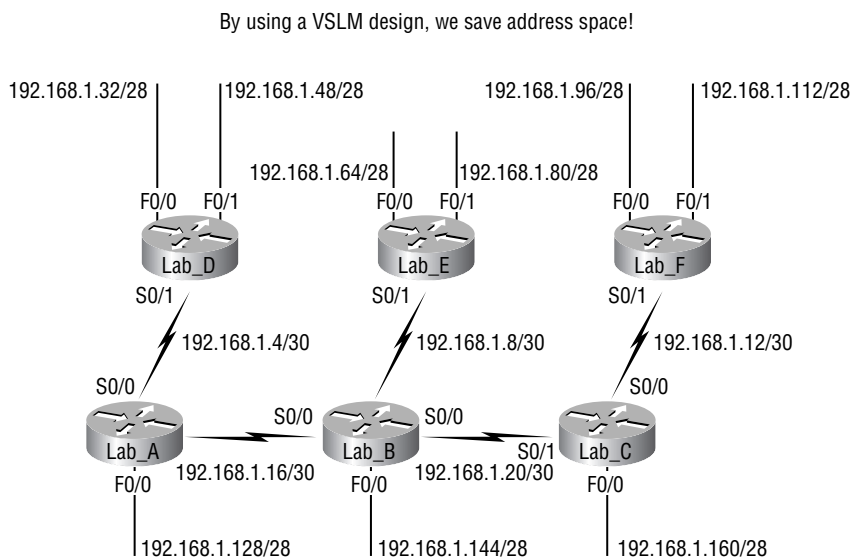 By using a VSLM design, we save address space!
192.168.1.32/28
192.168.1.48/28
192.168.1.96/28
192.168.1.112/28
192.168.1.64/28
192.168.1.80/28
F0/0
F0/1
F0/0
F0/1
F0/0
F0/1
Lab_D
Lab_E
Lab_F
S0/1
S0/1
S0/1
192.168.1.4/30
192.168.1.8/30
192.168.1.12/30
S0/0
S0/0
S0/0
S0/0
Lab_A
Lab_B
S0/1
Lab_C
192.168.1.16/30
192.168.1.20/30
F0/0
F0/0
F0/0
192.168.1.128/28
192.168.1.144/28
192.168.1.160/28